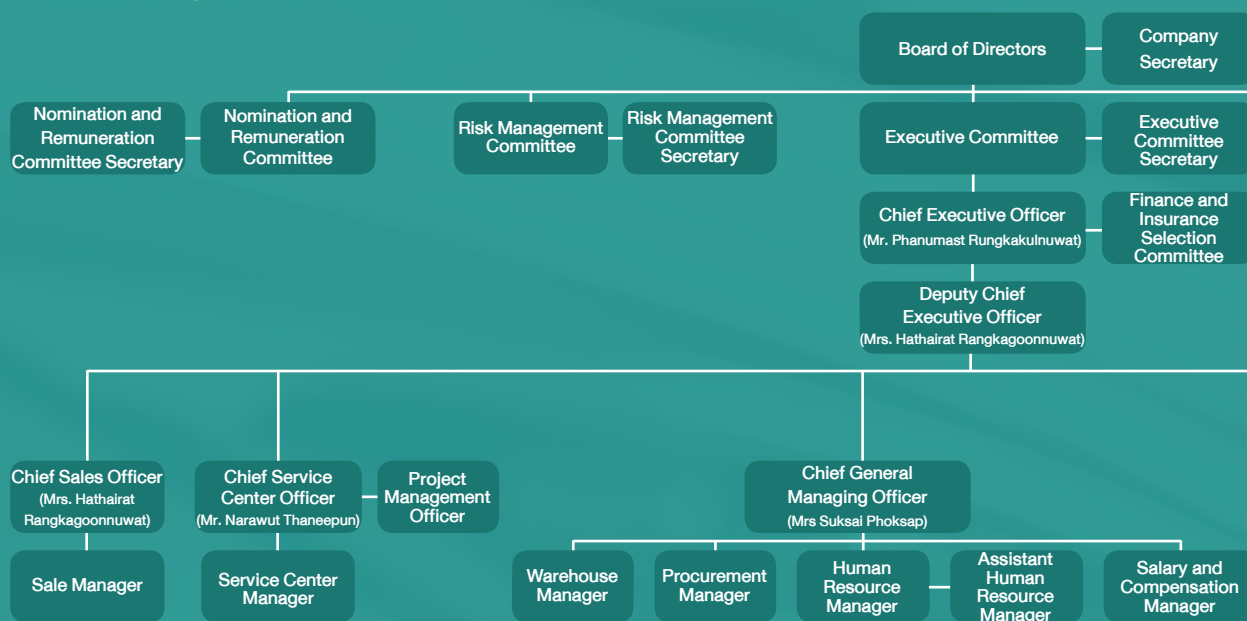 Board of Directors
Company
Secretary
Nomination and
Remuneration
Committee Secretary
Nomination and
Remuneration
Committee
Risk Management
Committee
Risk Management
Committee
Secretary
Executive Committee
Executive
Committee
Secretary
Chief Executive Officer
(Mr. Phanumast Rungkakulnuwat)
Finance and
Insurance
Selection
Committee
Deputy Chief
Executive Officer
(Mrs. Hathairat Rangkagoonnuwat)
Chief Sales Officer
(Mrs. Hathairat
Rangkagoonnuwat)
Chief Service
Center Officer
(Mr. Narawut Thaneepun)
Project
Management
Officer
Chief General
Managing Officer
(Mrs Suksai Phoksap)
Sale Manager
Service Center
Manager
Warehouse
Manager
Procurement
Manager
Human
Resource
Manager
Assistant
Human
Resource
Manager
Salary and
Compensation
Manager